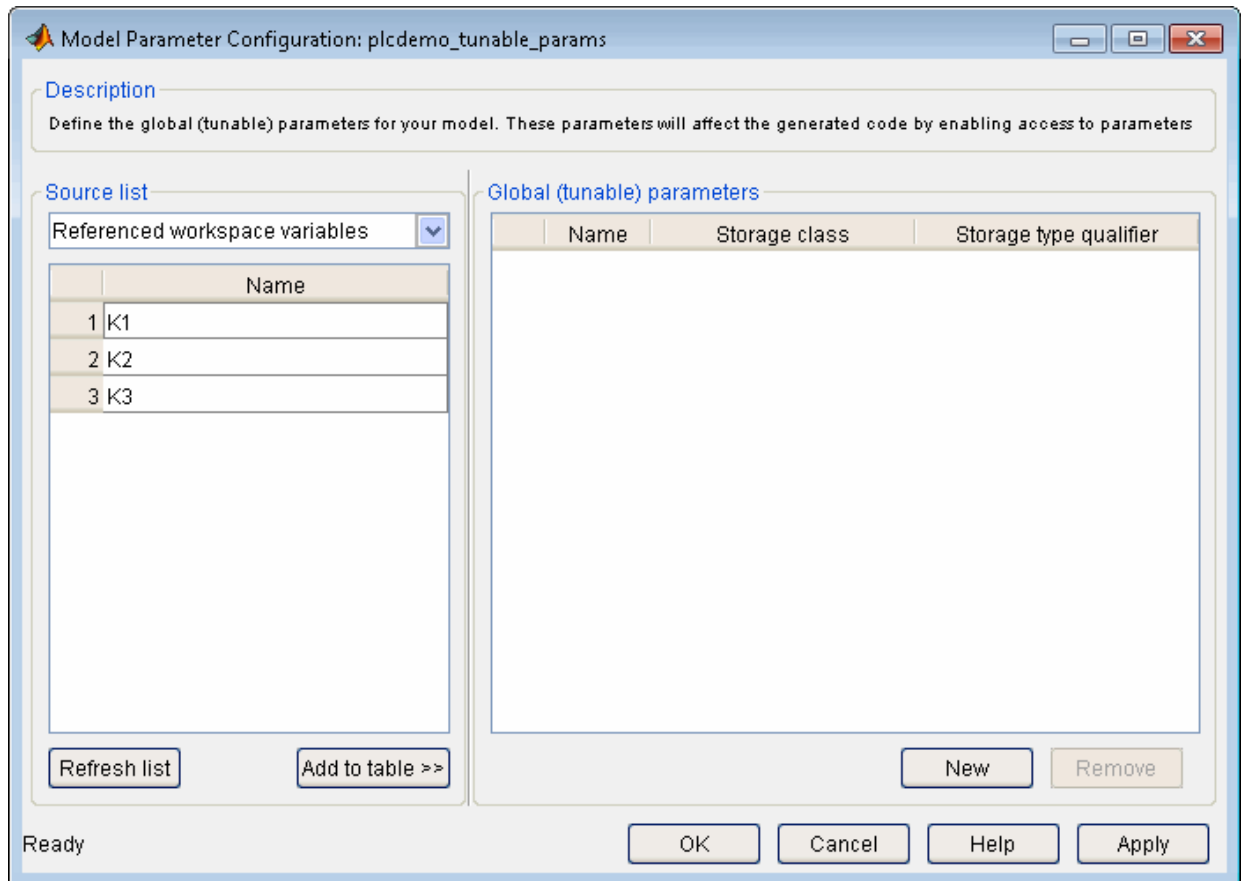 Model Parameter Configuration: plcdemo_tunable_params
Description
Define the global (tunable) parameters for your model. These parameters will affect the generated code by enabling access to parameters
Source list
Referenced workspace variables
Name
1 K1
2 K2
3 K3
Refresh list
Add to table >>
Global (tunable) parameters
Name Storage class Storage type qualifier
New
Remove
Ready
OK
Cancel
Help
Apply